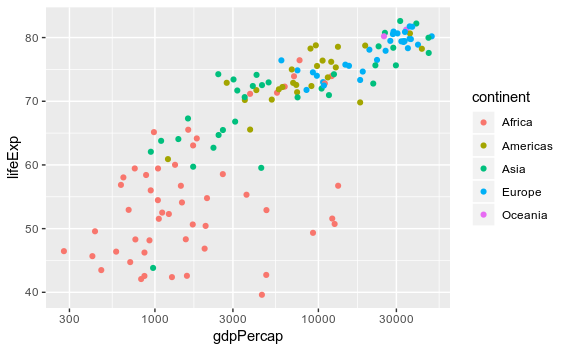 80
70
60
50
40
lifeExp
300
1000
3000
10000
30000
gdpPercap
continent
Africa
Americas
Asia
Europe
Oceania